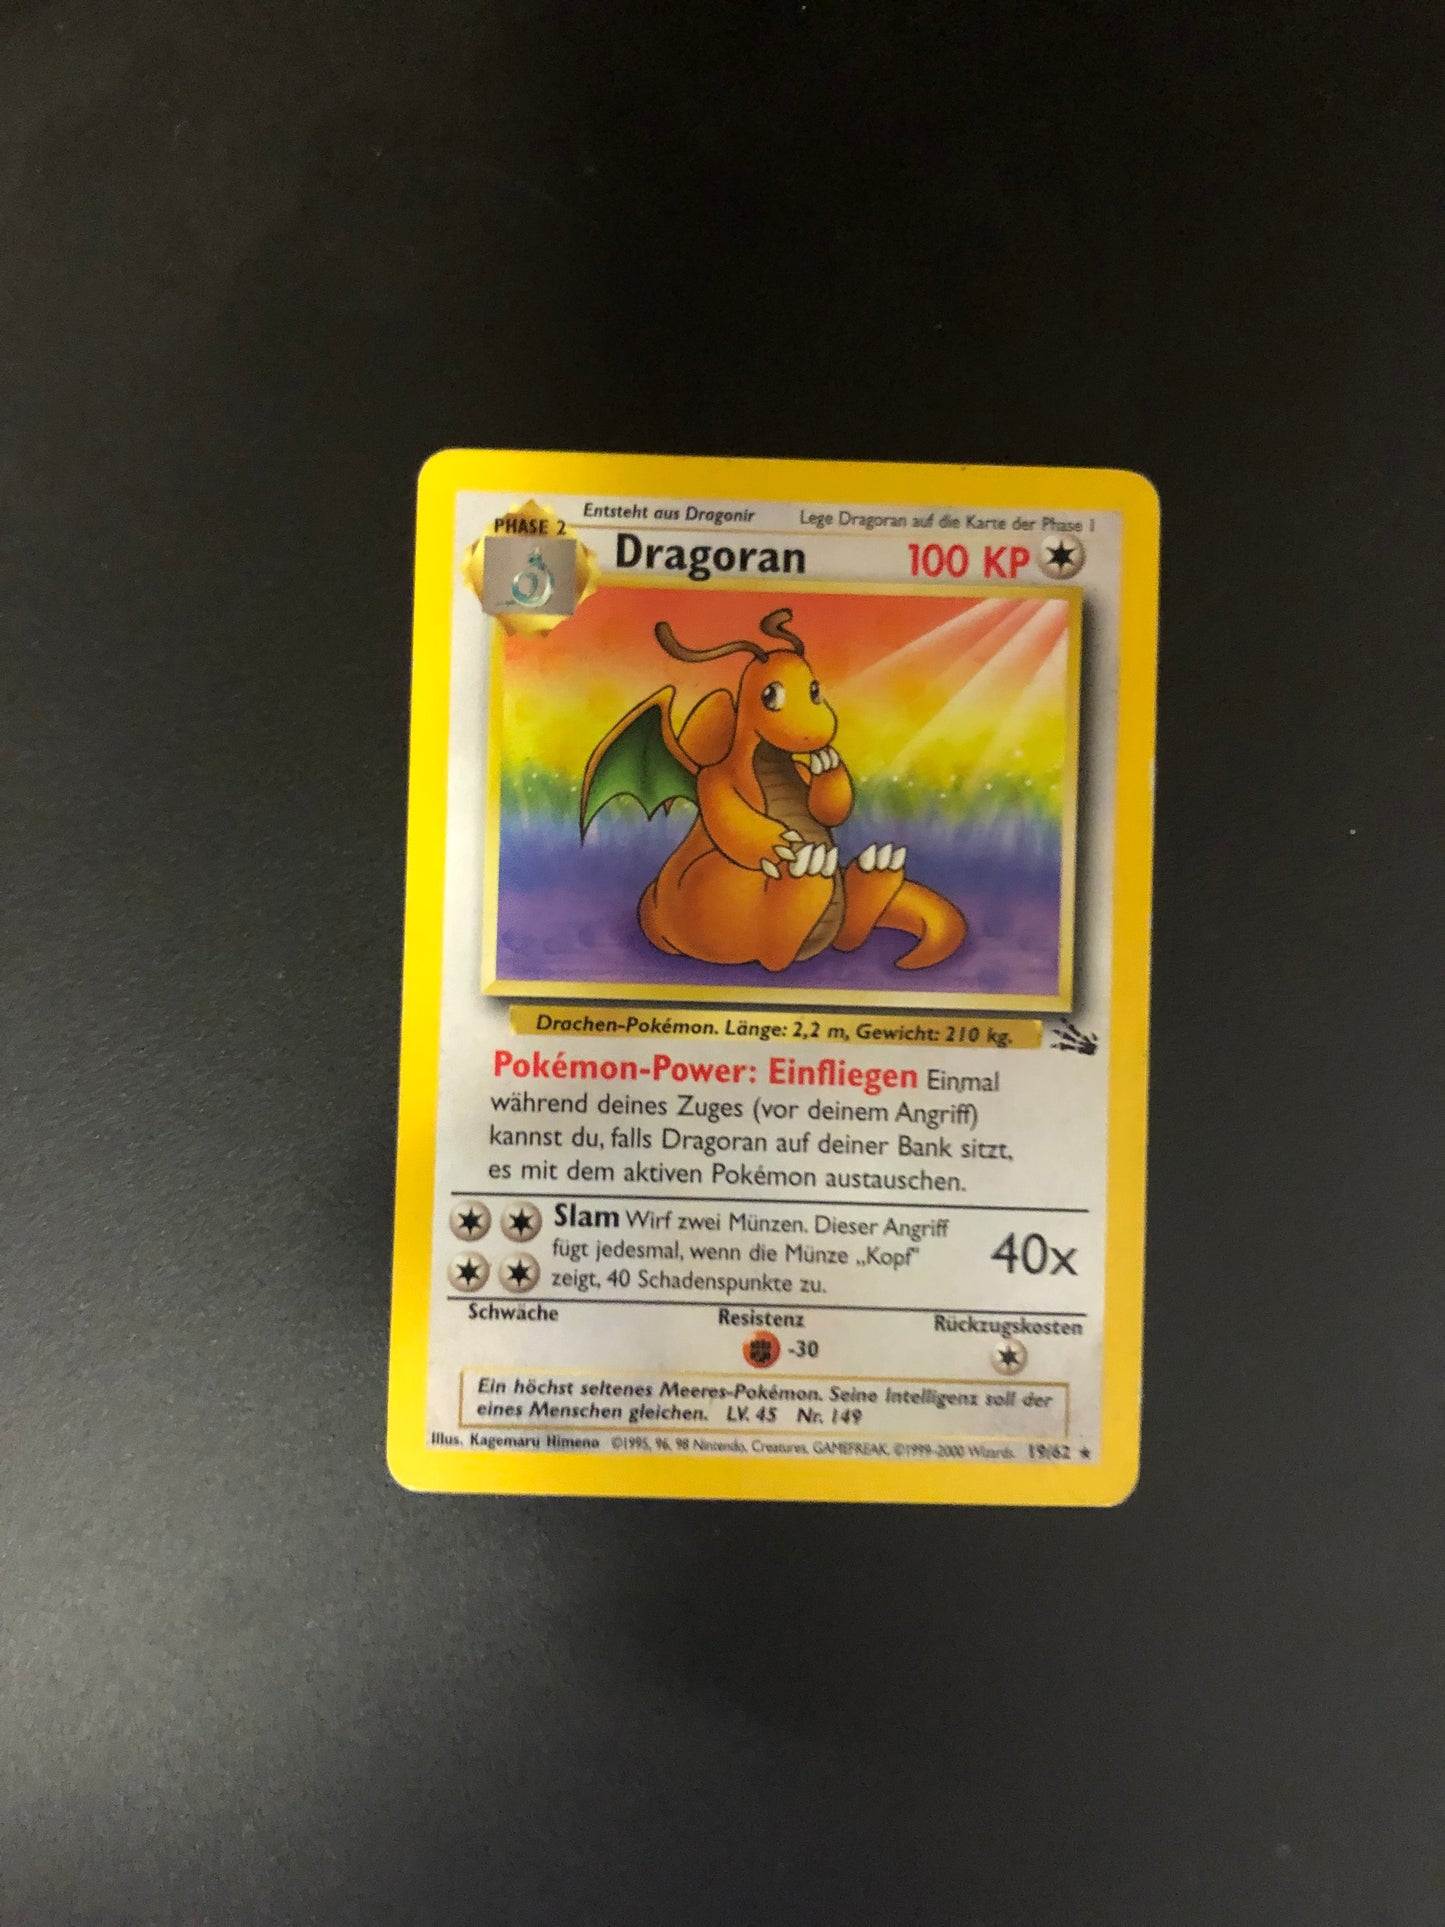 Entsteht aus Dragonir Lege Dragoran auf die Karte der Phase 1
PHASE 2
Dragoran 100 KP
Drachen-Pokémon. Länge: 2,2 m, Gewicht: 210 kg.
Pokémon-Power: Einfliegen Einmal
während deines Zuges (vor deinem Angriff)
kannst du, falls Dragoran auf deiner Bank sitzt,
es mit dem aktiven Pokémon austauschen.
Slam Wirf zwei Münzen. Dieser Angriff
fügt jedesmal, wenn die Münze „Kopf"
zeigt, 40 Schadenspunkte zu.
40x
Schwäche Resistenz Rückzugskosten
-30
Ein höchst seltenes Meeres-Pokémon. Seine Intelligenz soll der
eines Menschen gleichen. LV. 45 Nr. 149
Illus. Kagemaru Himeno ©1995, 96, 98 Nintendo, Creatures, GAMEFREAK. ©1999-2000 Wizards. 19/62 ★